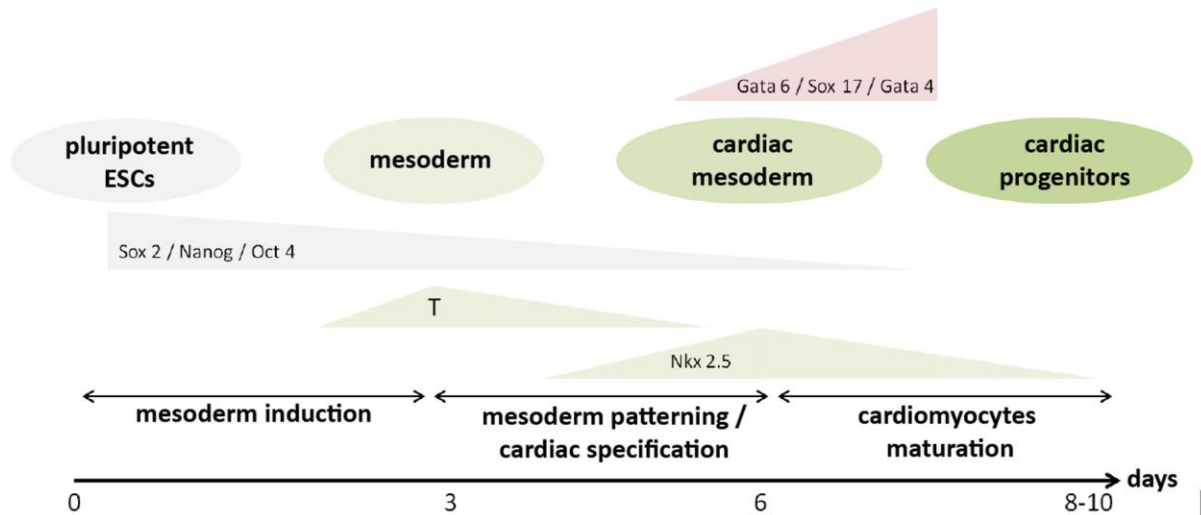 Gata 6 / Sox 17 / Gata 4
pluripotent
ESCs
mesoderm
cardiac
mesoderm
cardiac
progenitors
Sox 2 / Nanog / Oct 4
T
Nkx 2.5
mesoderm induction
mesoderm patterning /
cardiac specification
cardiomyocytes
maturation
days
0
3
6
8-10